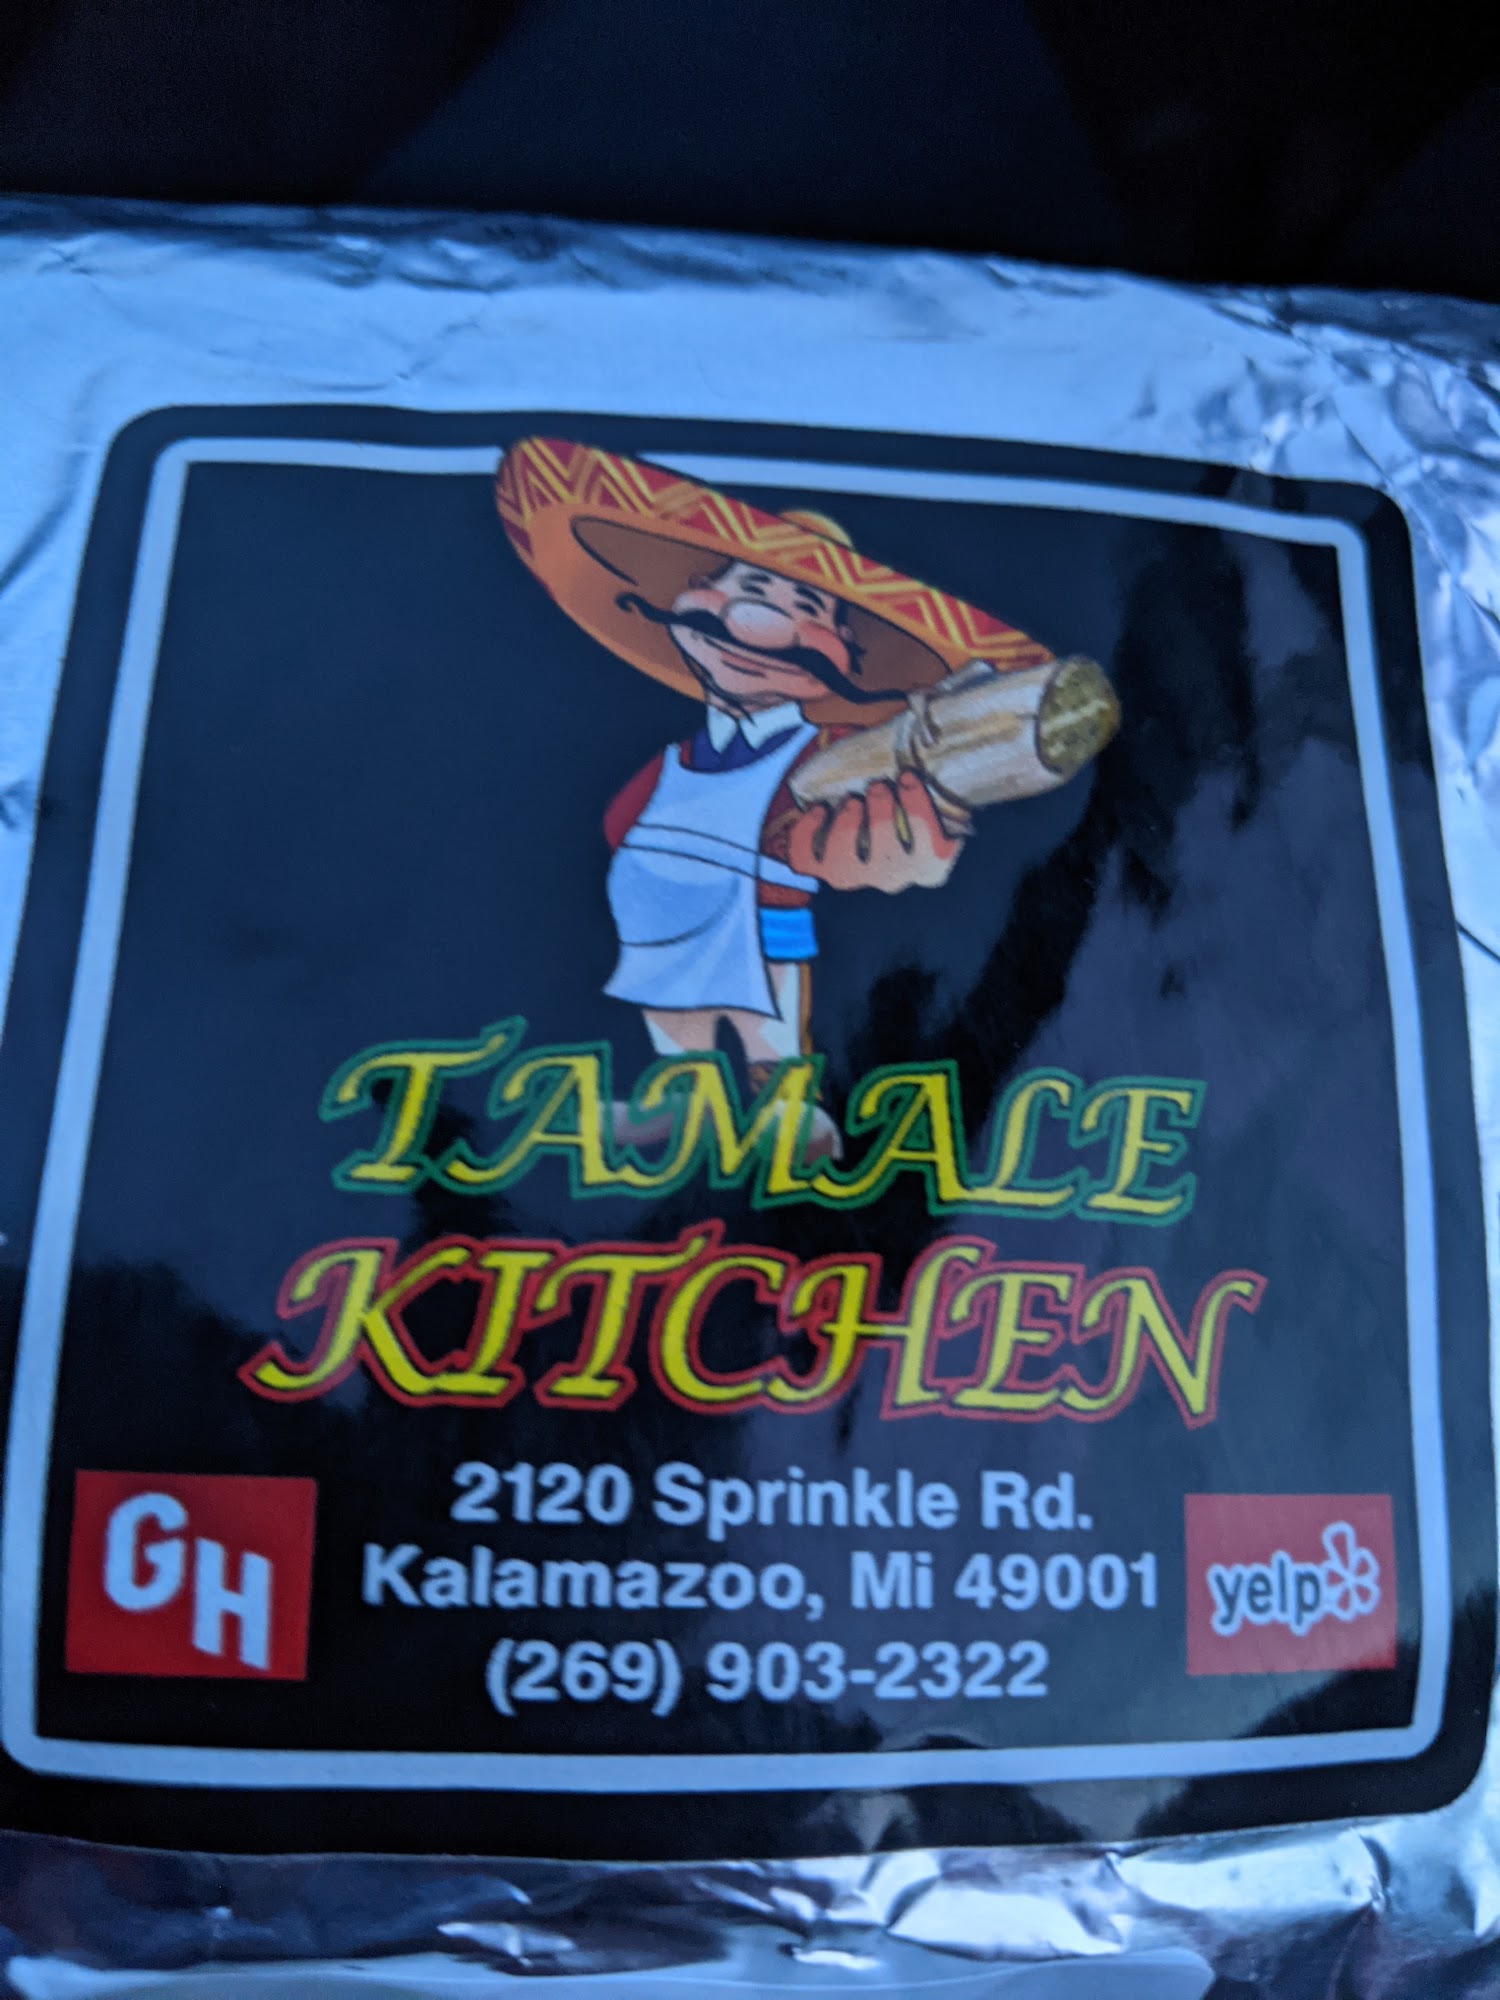 TAMALE
KITCHEN
2120 Sprinkle Rd.
Kalamazoo, Mi 49001
(269) 903-2322
GH
yelp